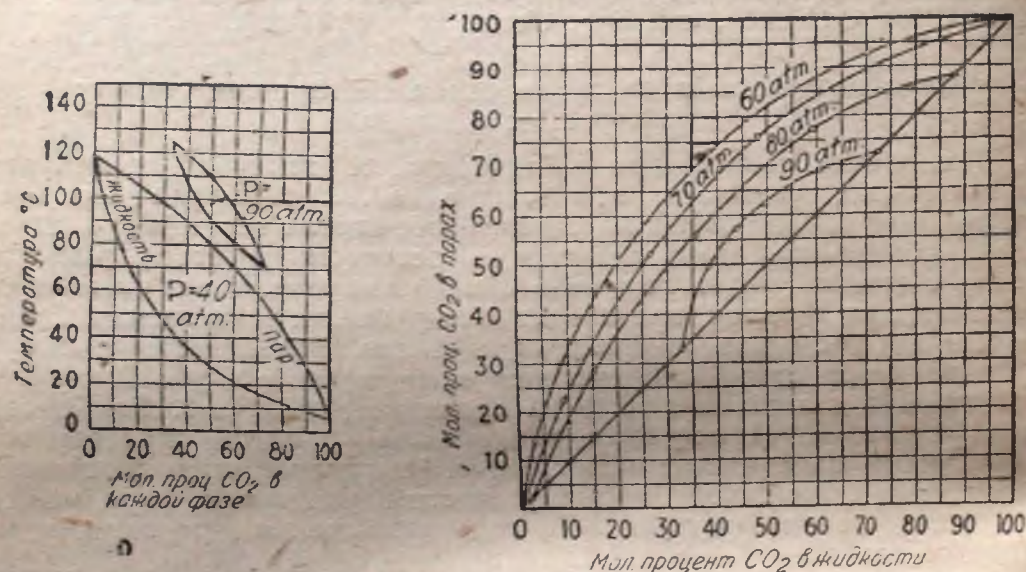 140
120
100
80
60
40
20
0
Температура °С
жидкость
P=
90 atm.
P=40
atm.
пар
0 20 40 60 80 100
Мол. проц CO2 в
каждой фазе
100
90
80
70
60
50
40
30
20
10
Мол. проц. CO2 в парах
60 atm.
70 atm.
80 atm.
90 atm.
0 10 20 30 40 50 60 70 80 90 100
Мол. процент CO2 в жидкости